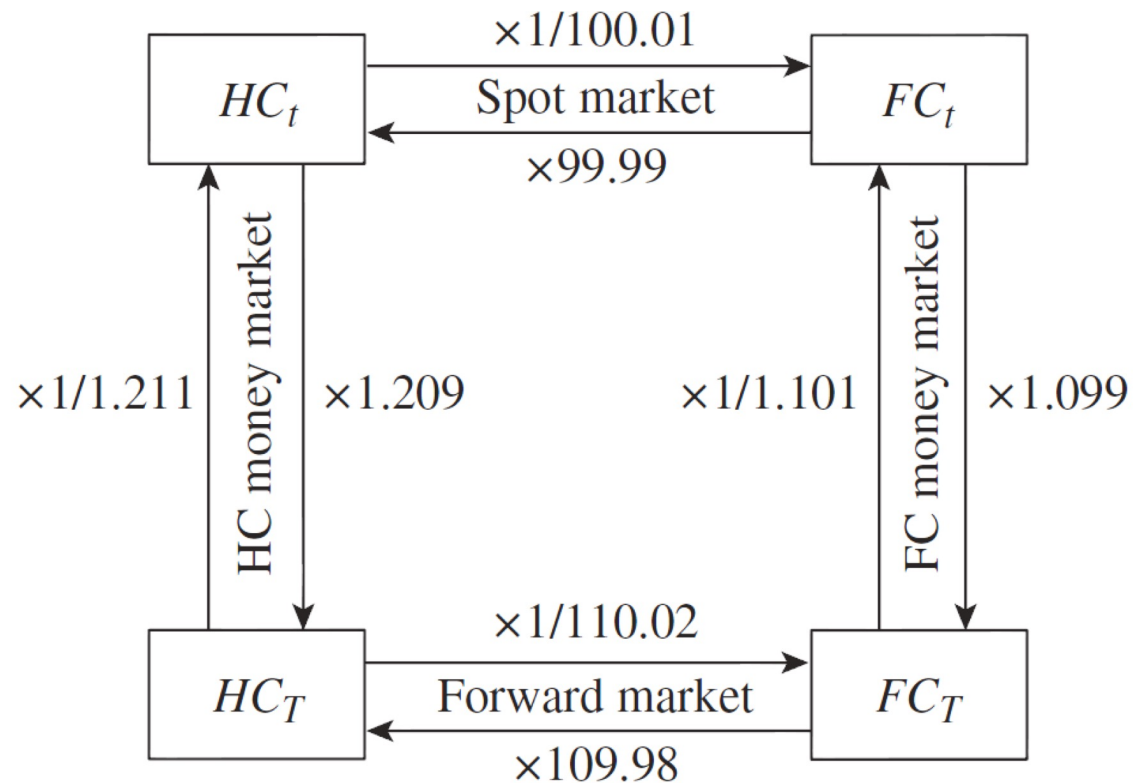 ×1/100.01
HC_t
Spot market
FC_t
×99.99
HC money market
FC money market
×1/1.211
×1.209
×1/1.101
×1.099
×1/110.02
HC_T
Forward market
FC_T
×109.98